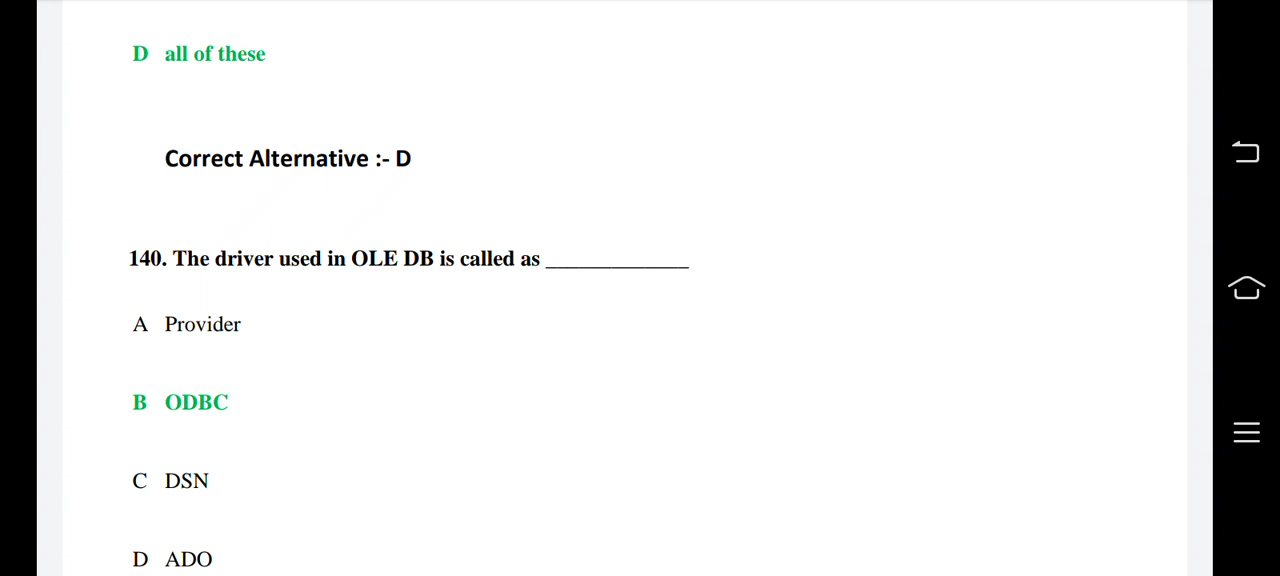 D all of these
Correct Alternative :- D
140. The driver used in OLE DB is called as _____________
A Provider
B ODBC
C DSN
D ADO